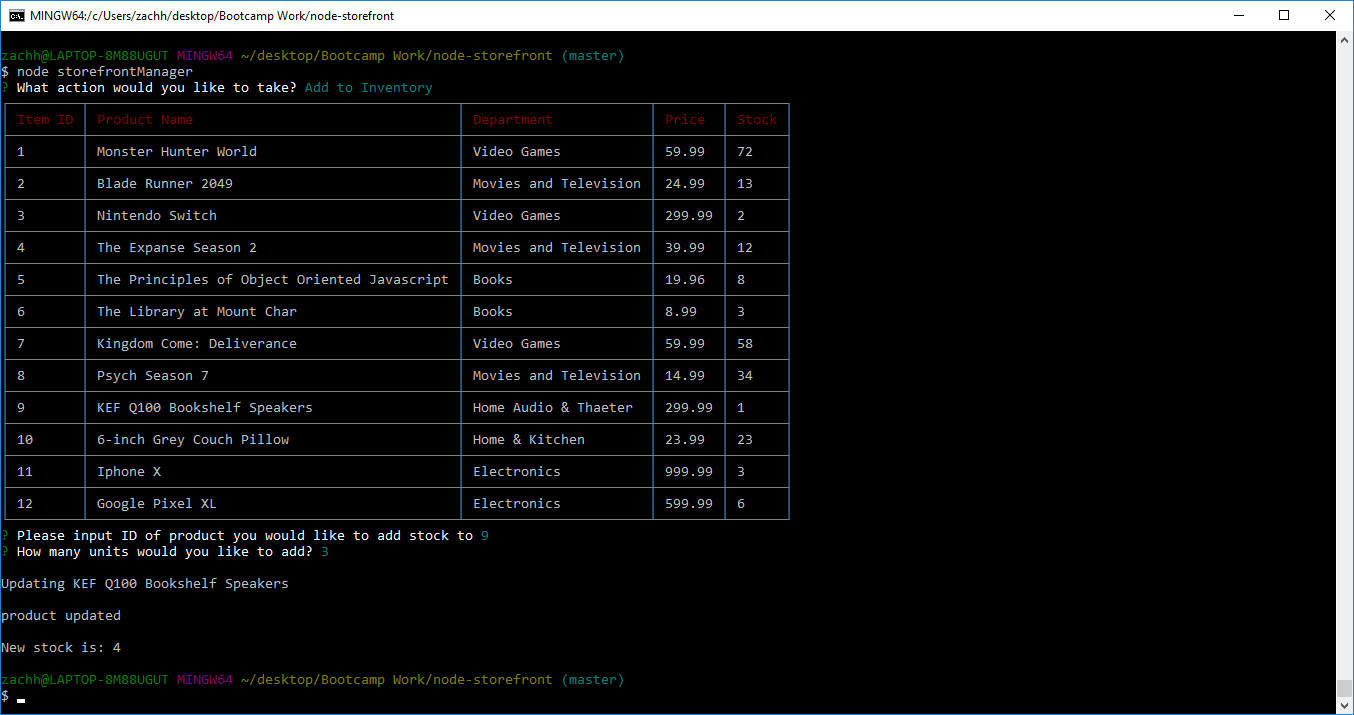 MINGW64:/c/Users/zachh/desktop/Bootcamp Work/node-storefront
zachh@LAPTOP-8M88UGUT MINGW64 ~/desktop/Bootcamp Work/node-storefront (master)
$ node storefrontManager
? What action would you like to take? Add to Inventory
Item ID Product Name Department Price Stock
1 Monster Hunter World Video Games 59.99 72
2 Blade Runner 2049 Movies and Television 24.99 13
3 Nintendo Switch Video Games 299.99 2
4 The Expanse Season 2 Movies and Television 39.99 12
5 The Principles of Object Oriented Javascript Books 19.96 8
6 The Library at Mount Char Books 8.99 3
7 Kingdom Come: Deliverance Video Games 59.99 58
8 Psych Season 7 Movies and Television 14.99 34
9 KEF Q100 Bookshelf Speakers Home Audio & Thaeter 299.99 1
10 6-inch Grey Couch Pillow Home & Kitchen 23.99 23
11 Iphone X Electronics 999.99 3
12 Google Pixel XL Electronics 599.99 6
? Please input ID of product you would like to add stock to 9
? How many units would you like to add? 3
Updating KEF Q100 Bookshelf Speakers
product updated
New stock is: 4
zachh@LAPTOP-8M88UGUT MINGW64 ~/desktop/Bootcamp Work/node-storefront (master)
$